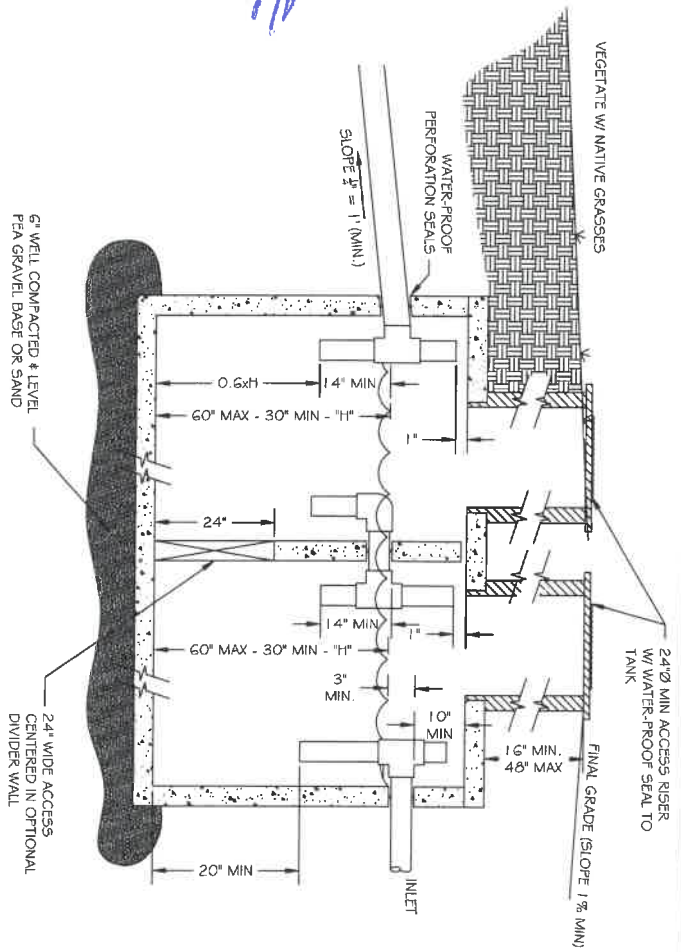 VEGETATE W/ NATIVE GRASSES
24"Ø MIN ACCESS RISER
W/ WATER-PROOF SEAL TO
TANK
FINAL GRADE (SLOPE 1% MIN)
WATER-PROOF
PERFORATION SEALS
SLOPE ¼" = 1' (MIN.)
16" MIN.
48" MAX
1"
1"
10"
MIN
3"
MIN.
INLET
14" MIN
14" MIN
0.6xH
60" MAX - 30" MIN - "H"
60" MAX - 30" MIN - "H"
24"
20" MIN
6" WELL COMPACTED & LEVEL
PEA GRAVEL BASE OR SAND
24" WIDE ACCESS
CENTERED IN OPTIONAL
DIVIDER WALL